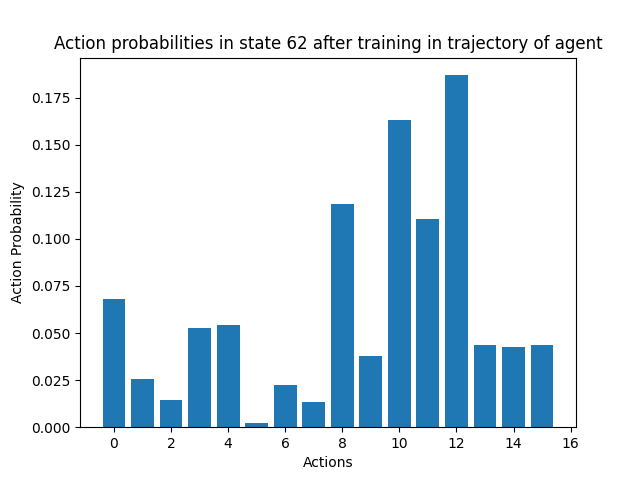 Action probabilities in state 62 after training in trajectory of agent
0.175
0.150
0.125
0.100
0.075
0.050
0.025
0.000
Action Probability
0 2 4 6 8 10 12 14 16
Actions